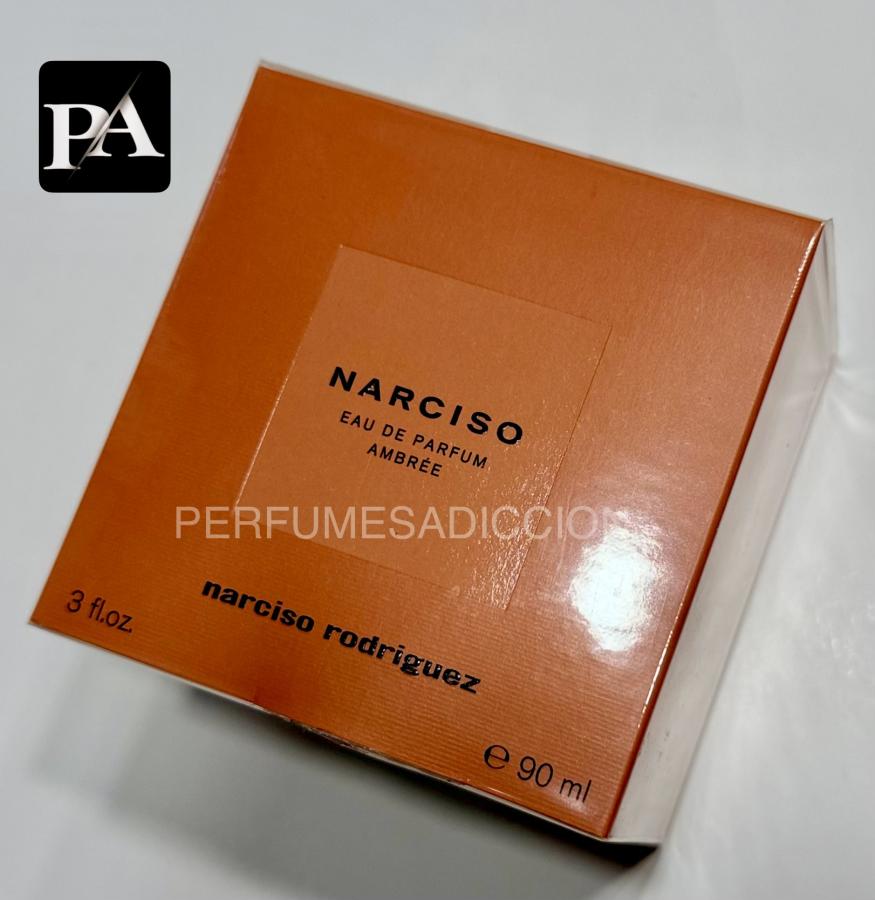 PA
NARCISO
EAU DE PARFUM
AMBRÉE
PERFUMESADICCION
narciso rodriguez
3 fl.oz.
℮ 90 ml